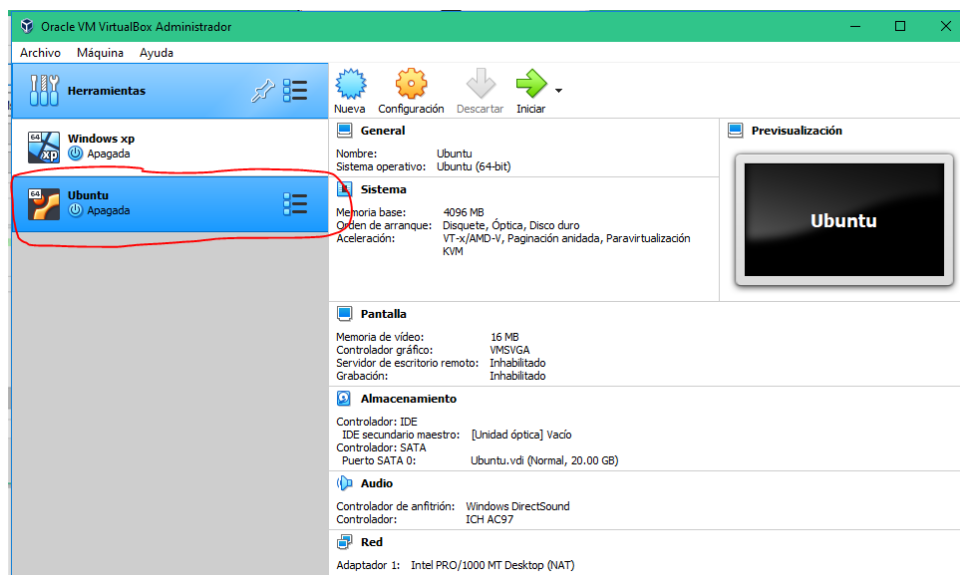 Oracle VM VirtualBox Administrador
Archivo Máquina Ayuda
Herramientas
Nueva Configuración Descartar Iniciar
64
XP
Windows xp
Apagada
64
Ubuntu
Apagada
General
Nombre: Ubuntu
Sistema operativo: Ubuntu (64-bit)
Previsualización
Ubuntu
Sistema
Memoria base: 4096 MB
Orden de arranque: Disquete, Óptica, Disco duro
Aceleración: VT-x/AMD-V, Paginación anidada, Paravirtualización
KVM
Pantalla
Memoria de vídeo: 16 MB
Controlador gráfico: VMSVGA
Servidor de escritorio remoto: Inhabilitado
Grabación: Inhabilitado
Almacenamiento
Controlador: IDE
IDE secundario maestro: [Unidad óptica] Vacío
Controlador: SATA
Puerto SATA 0: Ubuntu.vdi (Normal, 20.00 GB)
Audio
Controlador de anfitrión: Windows DirectSound
Controlador: ICH AC97
Red
Adaptador 1: Intel PRO/1000 MT Desktop (NAT)